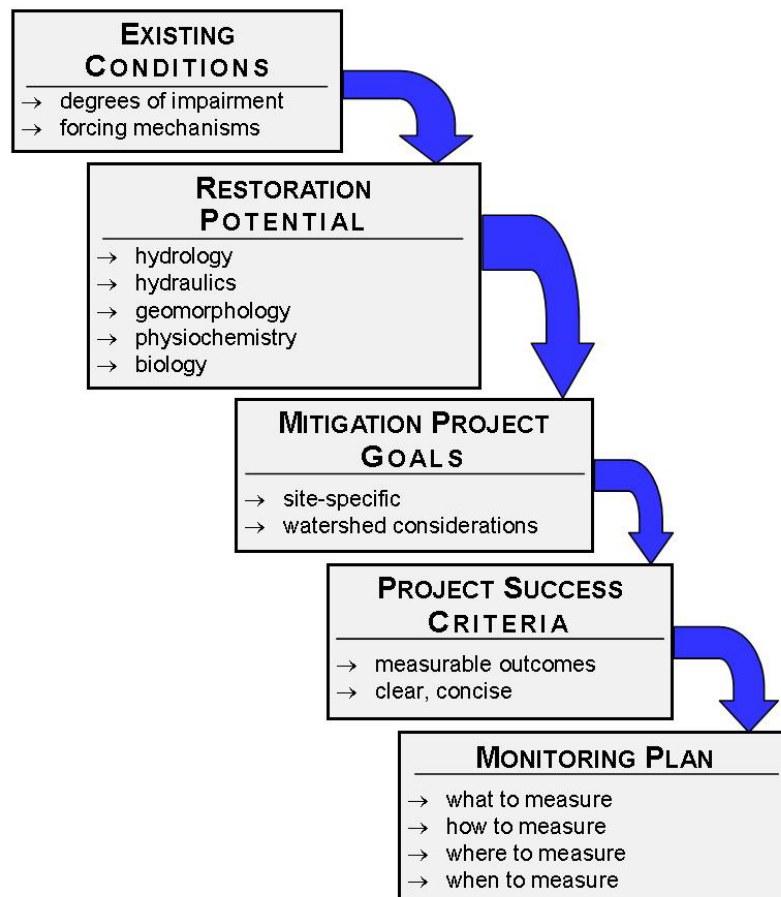 EXISTING
CONDITIONS
→ degrees of impairment
→ forcing mechanisms
RESTORATION
POTENTIAL
→ hydrology
→ hydraulics
→ geomorphology
→ physiochemistry
→ biology
MITIGATION PROJECT
GOALS
→ site-specific
→ watershed considerations
PROJECT SUCCESS
CRITERIA
→ measurable outcomes
→ clear, concise
MONITORING PLAN
→ what to measure
→ how to measure
→ where to measure
→ when to measure